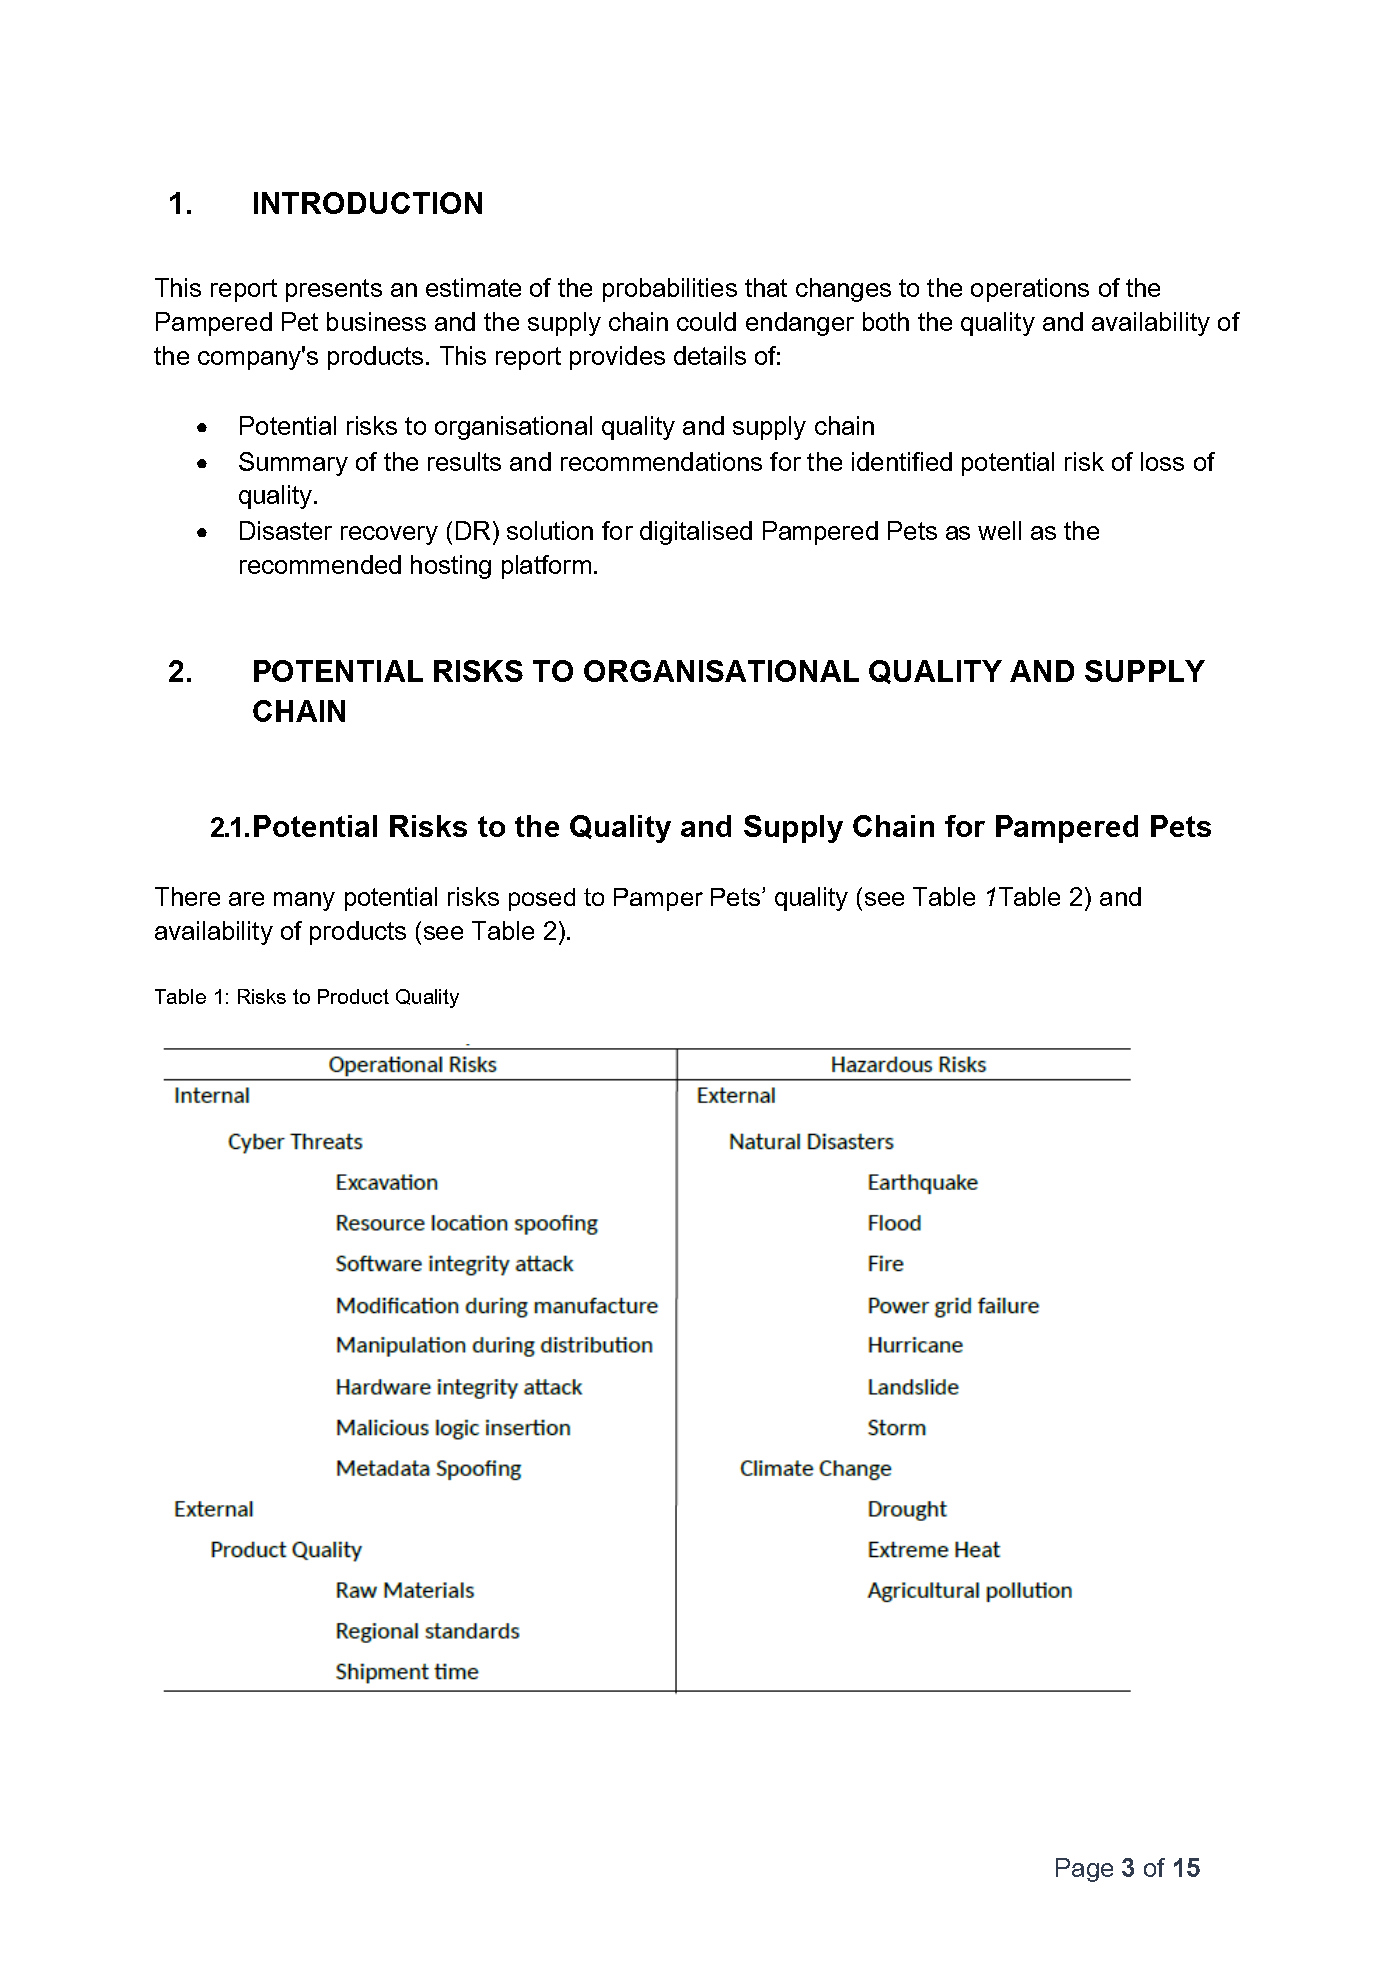 1. INTRODUCTION
This report presents an estimate of the probabilities that changes to the operations of the
Pampered Pet business and the supply chain could endanger both the quality and availability of
the company's products. This report provides details of:
• Potential risks to organisational quality and supply chain
• Summary of the results and recommendations for the identified potential risk of loss of
quality.
• Disaster recovery (DR) solution for digitalised Pampered Pets as well as the
recommended hosting platform.
2. POTENTIAL RISKS TO ORGANISATIONAL QUALITY AND SUPPLY
CHAIN
2.1. Potential Risks to the Quality and Supply Chain for Pampered Pets
There are many potential risks posed to Pamper Pets’ quality (see Table 1Table 2) and
availability of products (see Table 2).
Table 1: Risks to Product Quality
Operational Risks Hazardous Risks
Internal External
Cyber Threats Natural Disasters
Excavation Earthquake
Resource location spoofing Flood
Software integrity attack Fire
Modification during manufacture Power grid failure
Manipulation during distribution Hurricane
Hardware integrity attack Landslide
Malicious logic insertion Storm
Metadata Spoofing Climate Change
External Drought
Product Quality Extreme Heat
Raw Materials Agricultural pollution
Regional standards
Shipment time
Page 3 of 15